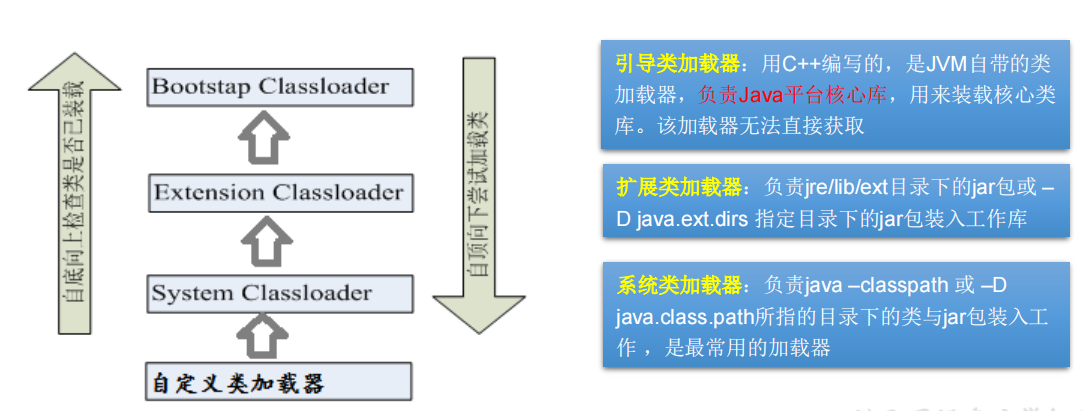 自底向上检查类是否已装载
Bootstap Classloader
Extension Classloader
System Classloader
自定义类加载器
自顶向下尝试加载类
引导类加载器：用C++编写的，是JVM自带的类
加载器，负责Java平台核心库，用来装载核心类
库。该加载器无法直接获取
扩展类加载器：负责jre/lib/ext目录下的jar包或 –
D java.ext.dirs 指定目录下的jar包装入工作库
系统类加载器：负责java –classpath 或 –D
java.class.path所指的目录下的类与jar包装入工
作 ，是最常用的加载器